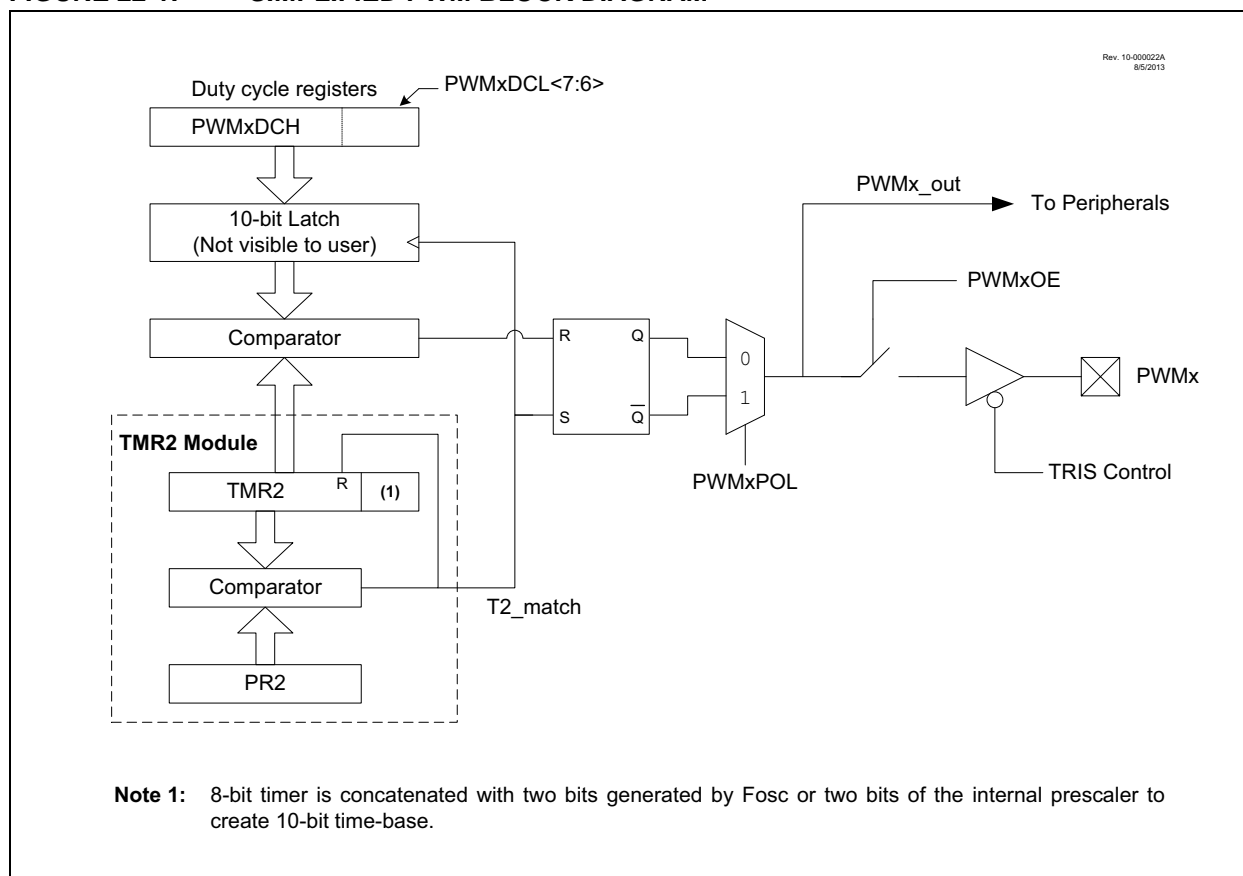 Rev. 10-000022A
8/5/2013
Duty cycle registers
PWMxDCL<7:6>
PWMxDCH
10-bit Latch
(Not visible to user)
Comparator
PWMx_out
To Peripherals
PWMxOE
R
Q
S
Q
0
1
PWMxPOL
PWMx
TRIS Control
TMR2 Module
TMR2
R
(1)
Comparator
T2_match
PR2
Note 1: 8-bit timer is concatenated with two bits generated by Fosc or two bits of the internal prescaler to
create 10-bit time-base.